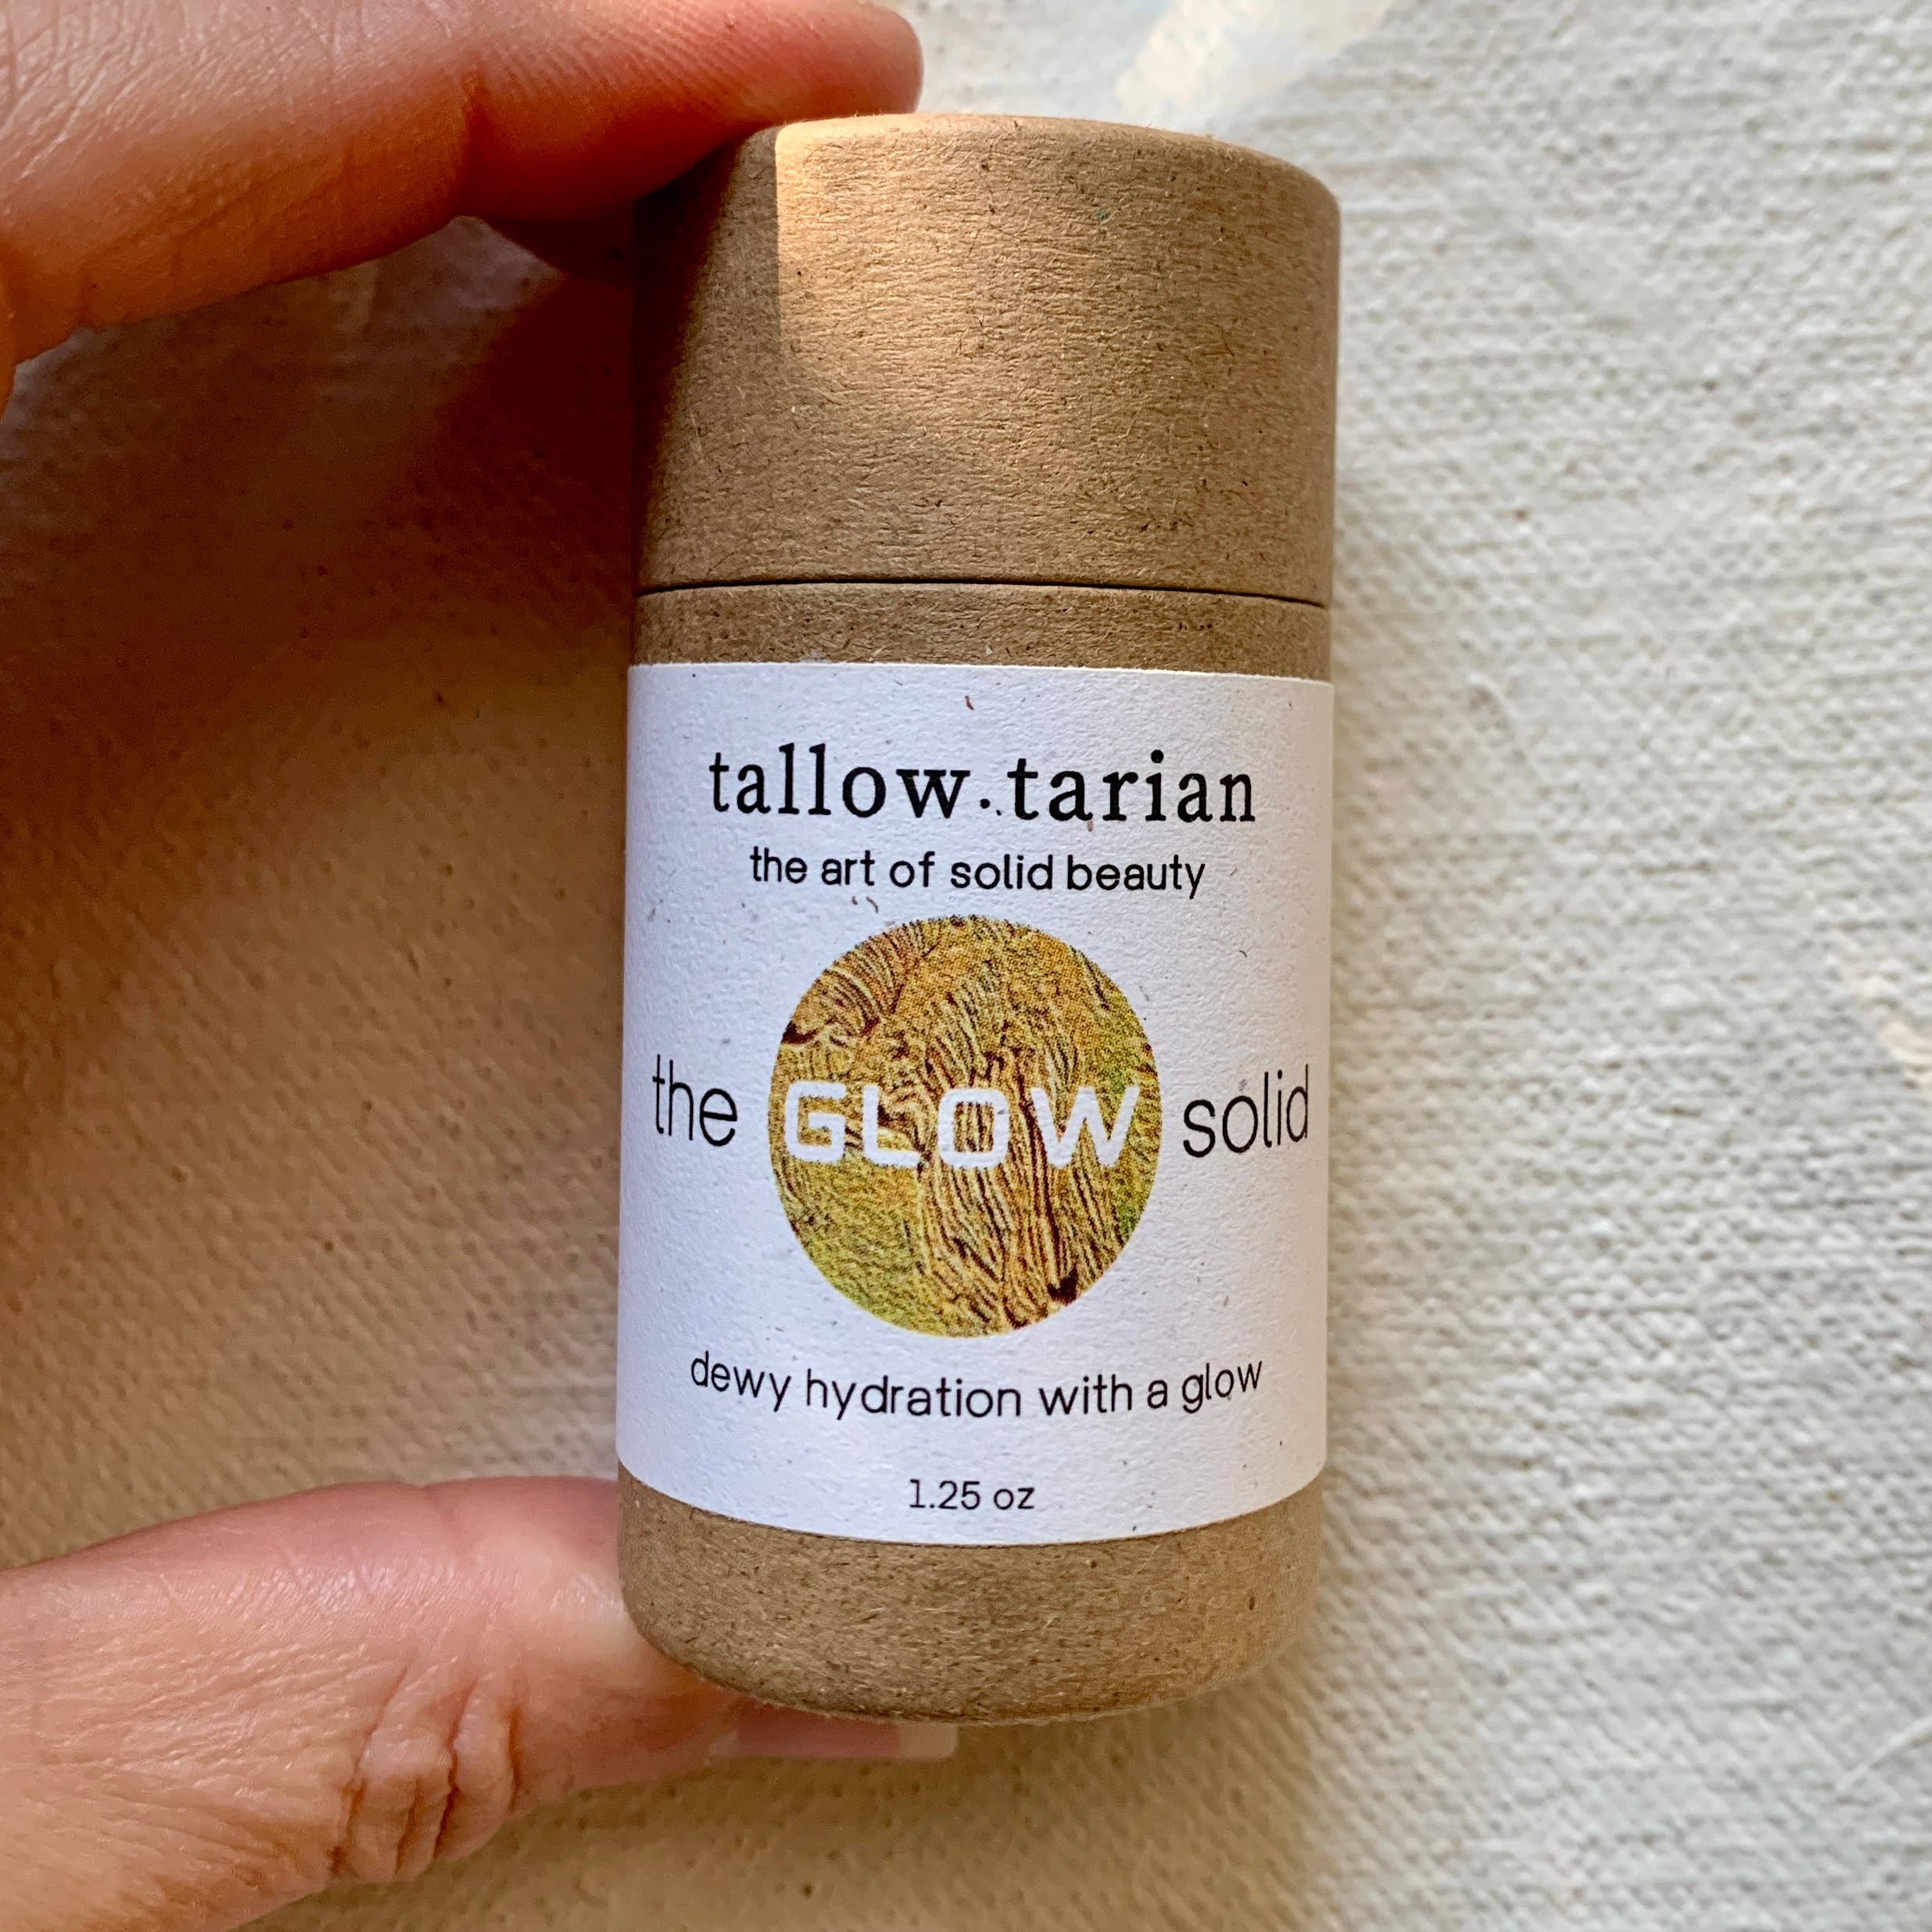 tallow.tarian
the art of solid beauty
the GLOW solid
dewy hydration with a glow
1.25 oz